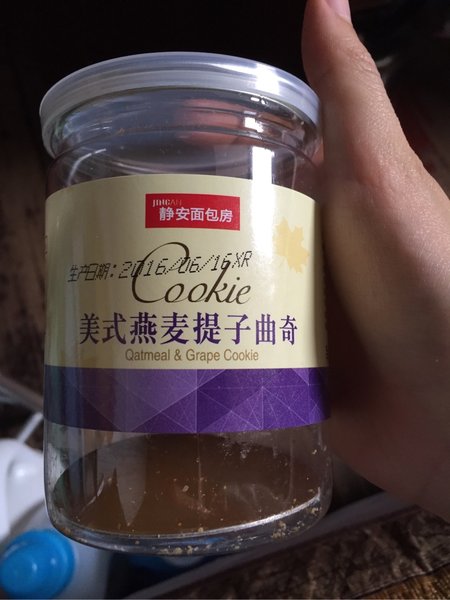 JINGAN
静安面包房
生产日期：2016/06/16XR
Cookie
美式燕麦提子曲奇
Qatmeal & Grape Cookie